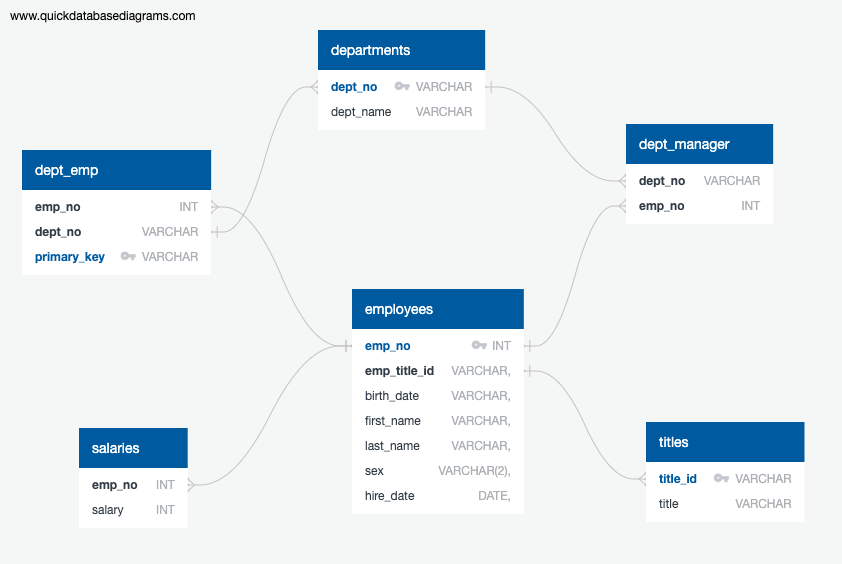 www.quickdatabasediagrams.com
departments
dept_no VARCHAR
dept_name VARCHAR
dept_manager
dept_no VARCHAR
emp_no INT
dept_emp
emp_no INT
dept_no VARCHAR
primary_key VARCHAR
employees
emp_no INT
emp_title_id VARCHAR,
birth_date VARCHAR,
first_name VARCHAR,
last_name VARCHAR,
sex VARCHAR(2),
hire_date DATE,
salaries
emp_no INT
salary INT
titles
title_id VARCHAR
title VARCHAR